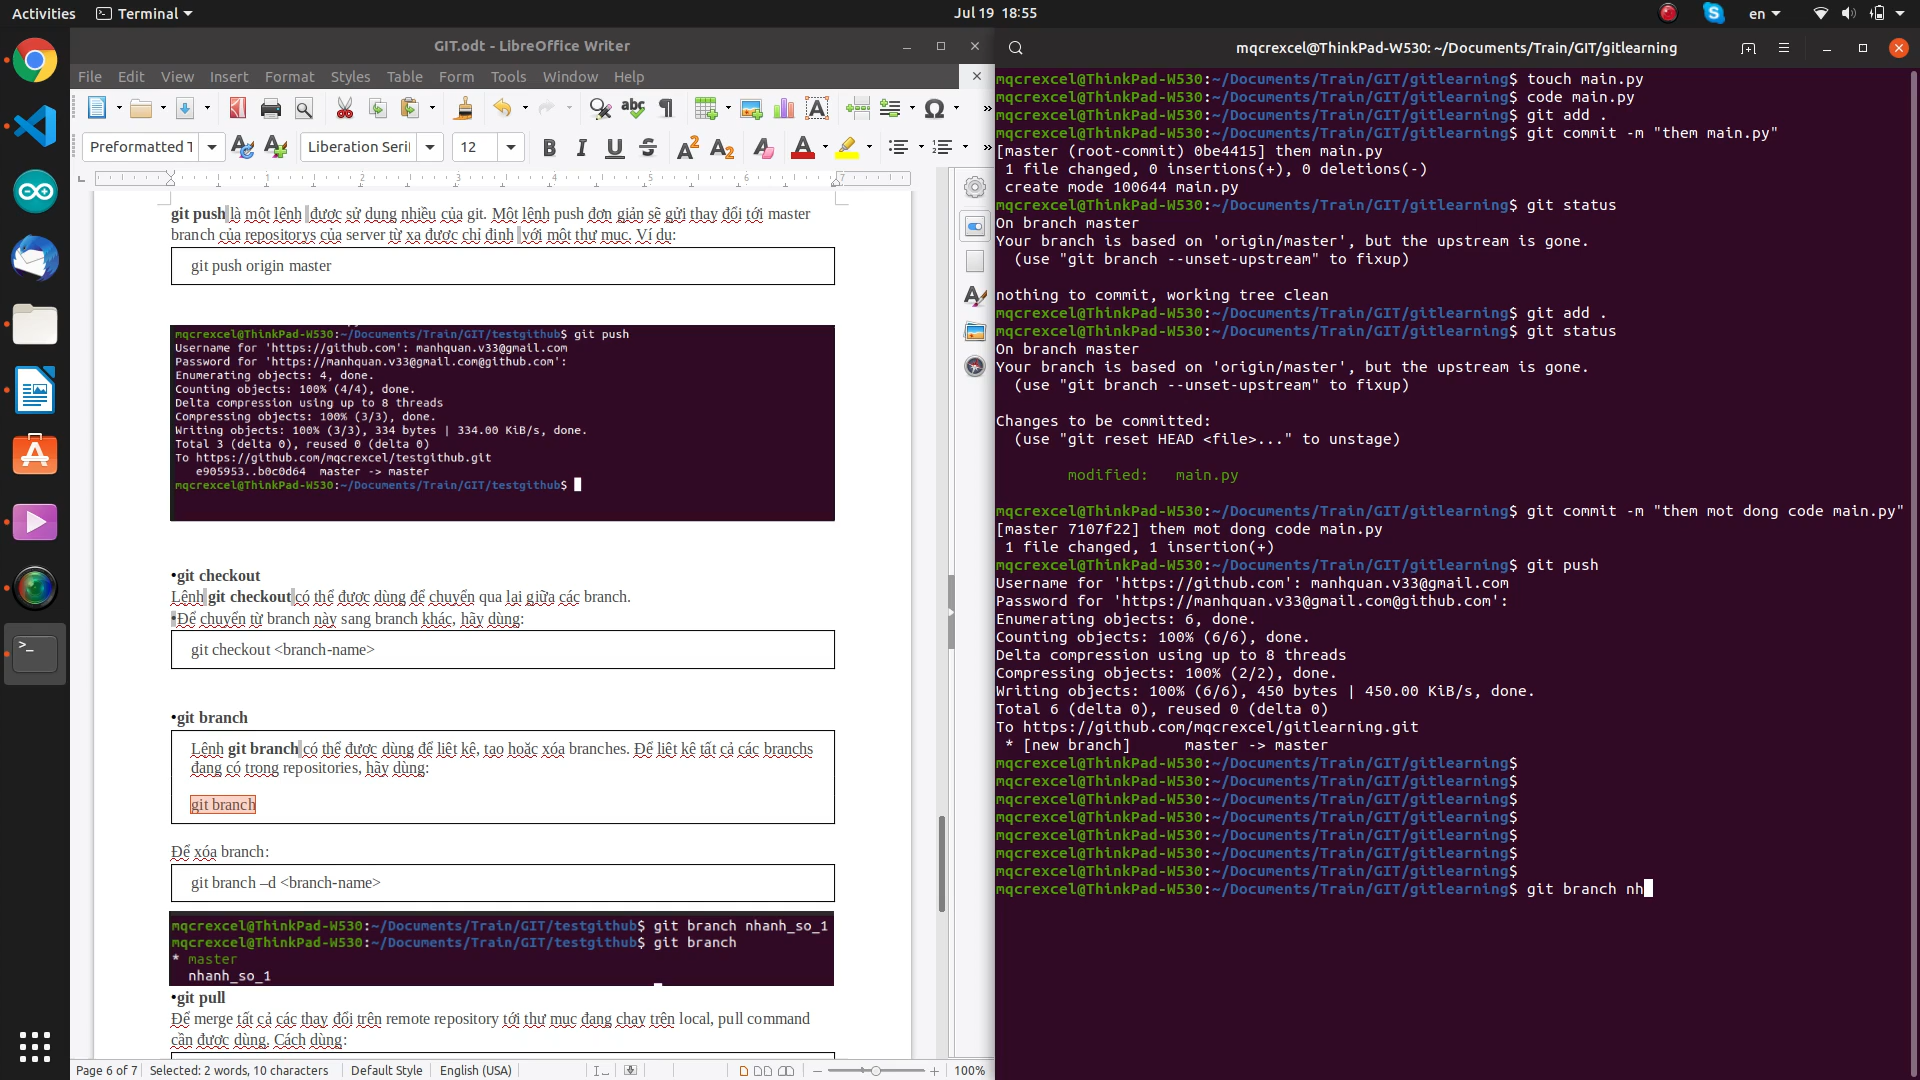 Activities Terminal Jul 19 18:55 en
GIT.odt - LibreOffice Writer
File Edit View Insert Format Styles Table Form Tools Window Help
Preformatted T Liberation Seri 12
1 2 3 4 5 6 7
git push là một lệnh được sử dụng nhiều của git. Một lệnh push đơn giản sẽ gửi thay đổi tới master
branch của repositorys của server từ xa được chỉ định với một thư mục. Ví dụ:
git push origin master
mqcrexcel@ThinkPad-W530:~/Documents/Train/GIT/testgithub$ git push
Username for 'https://github.com': manhquan.v33@gmail.com
Password for 'https://manhquan.v33@gmail.com@github.com':
Enumerating objects: 4, done.
Counting objects: 100% (4/4), done.
Delta compression using up to 8 threads
Compressing objects: 100% (3/3), done.
Writing objects: 100% (3/3), 334 bytes | 334.00 KiB/s, done.
Total 3 (delta 0), reused 0 (delta 0)
To https://github.com/mqcrexcel/testgithub.git
e905953..b0c0d64 master -> master
mqcrexcel@ThinkPad-W530:~/Documents/Train/GIT/testgithub$
•git checkout
Lệnh git checkout có thể được dùng để chuyển qua lại giữa các branch.
•Để chuyển từ branch này sang branch khác, hãy dùng:
git checkout <branch-name>
•git branch
Lệnh git branch có thể được dùng để liệt kê, tạo hoặc xóa branches. Để liệt kê tất cả các branchs
đang có trong repositories, hãy dùng:
git branch
Để xóa branch:
git branch –d <branch-name>
mqcrexcel@ThinkPad-W530:~/Documents/Train/GIT/testgithub$ git branch nhanh_so_1
mqcrexcel@ThinkPad-W530:~/Documents/Train/GIT/testgithub$ git branch
* master
nhanh_so_1
•git pull
Để merge tất cả các thay đổi trên remote repository tới thư mục đang chạy trên local, pull command
cần được dùng. Cách dùng:
Page 6 of 7 Selected: 2 words, 10 characters Default Style English (USA) 100%
mqcrexcel@ThinkPad-W530: ~/Documents/Train/GIT/gitlearning
mqcrexcel@ThinkPad-W530:~/Documents/Train/GIT/gitlearning$ touch main.py
mqcrexcel@ThinkPad-W530:~/Documents/Train/GIT/gitlearning$ code main.py
mqcrexcel@ThinkPad-W530:~/Documents/Train/GIT/gitlearning$ git add .
mqcrexcel@ThinkPad-W530:~/Documents/Train/GIT/gitlearning$ git commit -m "them main.py"
[master (root-commit) 0be4415] them main.py
1 file changed, 0 insertions(+), 0 deletions(-)
create mode 100644 main.py
mqcrexcel@ThinkPad-W530:~/Documents/Train/GIT/gitlearning$ git status
On branch master
Your branch is based on 'origin/master', but the upstream is gone.
(use "git branch --unset-upstream" to fixup)
nothing to commit, working tree clean
mqcrexcel@ThinkPad-W530:~/Documents/Train/GIT/gitlearning$ git add .
mqcrexcel@ThinkPad-W530:~/Documents/Train/GIT/gitlearning$ git status
On branch master
Your branch is based on 'origin/master', but the upstream is gone.
(use "git branch --unset-upstream" to fixup)
Changes to be committed:
(use "git reset HEAD <file>..." to unstage)
modified: main.py
mqcrexcel@ThinkPad-W530:~/Documents/Train/GIT/gitlearning$ git commit -m "them mot dong code main.py"
[master 7107f22] them mot dong code main.py
1 file changed, 1 insertion(+)
mqcrexcel@ThinkPad-W530:~/Documents/Train/GIT/gitlearning$ git push
Username for 'https://github.com': manhquan.v33@gmail.com
Password for 'https://manhquan.v33@gmail.com@github.com':
Enumerating objects: 6, done.
Counting objects: 100% (6/6), done.
Delta compression using up to 8 threads
Compressing objects: 100% (2/2), done.
Writing objects: 100% (6/6), 450 bytes | 450.00 KiB/s, done.
Total 6 (delta 0), reused 0 (delta 0)
To https://github.com/mqcrexcel/gitlearning.git
* [new branch] master -> master
mqcrexcel@ThinkPad-W530:~/Documents/Train/GIT/gitlearning$
mqcrexcel@ThinkPad-W530:~/Documents/Train/GIT/gitlearning$
mqcrexcel@ThinkPad-W530:~/Documents/Train/GIT/gitlearning$
mqcrexcel@ThinkPad-W530:~/Documents/Train/GIT/gitlearning$
mqcrexcel@ThinkPad-W530:~/Documents/Train/GIT/gitlearning$
mqcrexcel@ThinkPad-W530:~/Documents/Train/GIT/gitlearning$
mqcrexcel@ThinkPad-W530:~/Documents/Train/GIT/gitlearning$
mqcrexcel@ThinkPad-W530:~/Documents/Train/GIT/gitlearning$ git branch nh